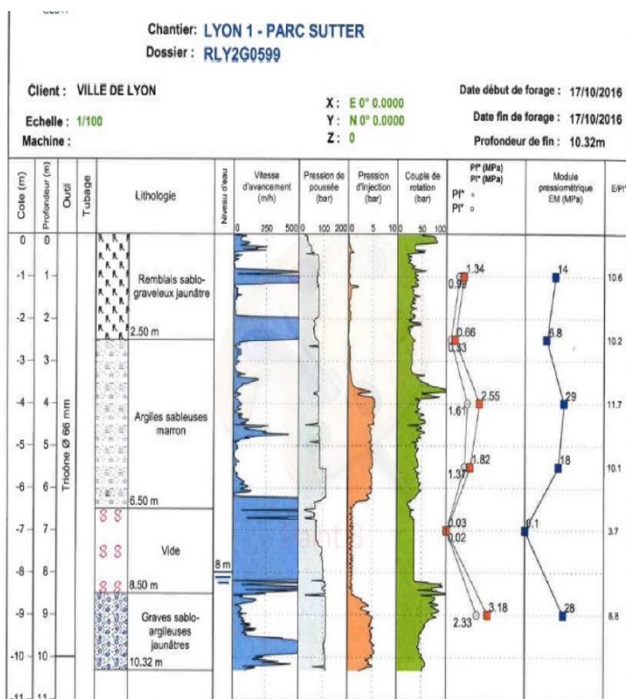 Chantier: LYON 1 - PARC SUTTER
Dossier : RLY2G0599
Client : VILLE DE LYON
Echelle : 1/100
Machine :
X : E 0° 0.0000
Y : N 0° 0.0000
Z : 0
Date début de forage : 17/10/2016
Date fin de forage : 17/10/2016
Profondeur de fin : 10.32m
Cote (m)
Profondeur (m)
Outil
Tubage
Lithologie
Niveau d'eau
Vitesse d'avancement (m/h)
0 250 500
Pression de poussée (bar)
0 100 200
Pression d'injection (bar)
0 5 10
Couple de rotation (bar)
0 50 100
Pf* (MPa)
Pl* (MPa)
Pf*
Pl*
Module pressiométrique EM (MPa)
E/Pl*
0 0
-1 1
-2 2
-3 3
-4 4
-5 5
-6 6
-7 7
-8 8
-9 9
-10 10
-11 11
Tricône Ø 66 mm
Remblais sablo-graveleux jaunâtre
2.50 m
Argiles sableuses marron
6.50 m
Vide
8.50 m
Graves sablo-argileuses jaunâtres
10.32 m
8 m
1.34
14
10.6
0.66
0.33
6.8
10.2
2.55
1.61
29
11.7
1.82
1.37
18
10.1
0.03
0.02
0.1
3.7
3.18
2.33
28
8.8